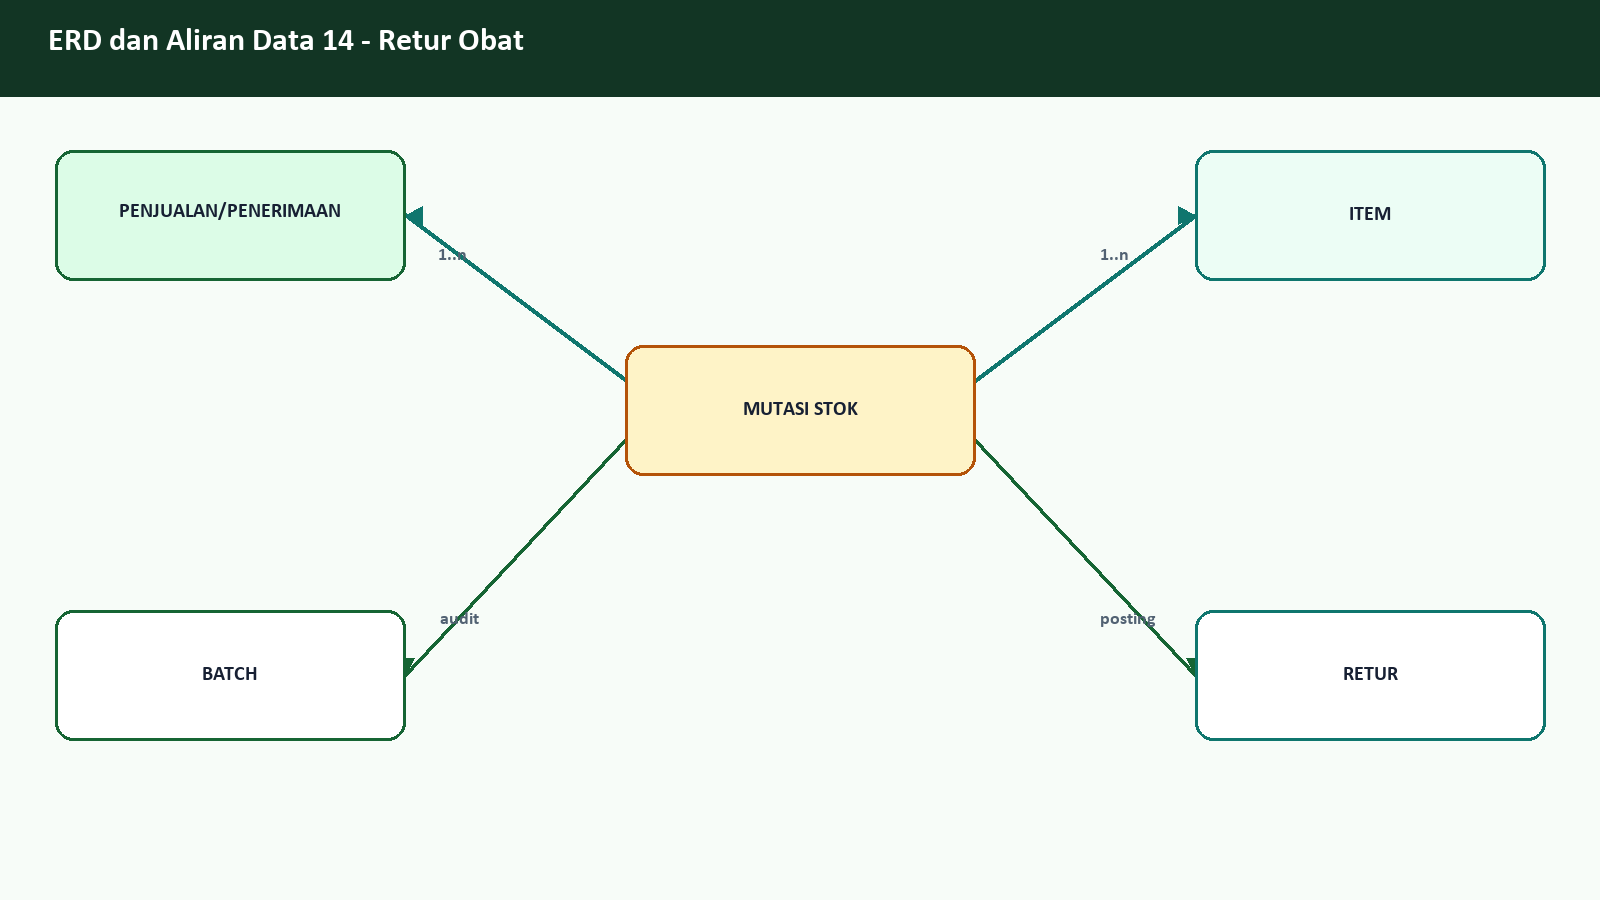 ERD dan Aliran Data 14 - Retur Obat
PENJUALAN/PENERIMAAN
ITEM
1..n
1..n
MUTASI STOK
audit
posting
BATCH
RETUR